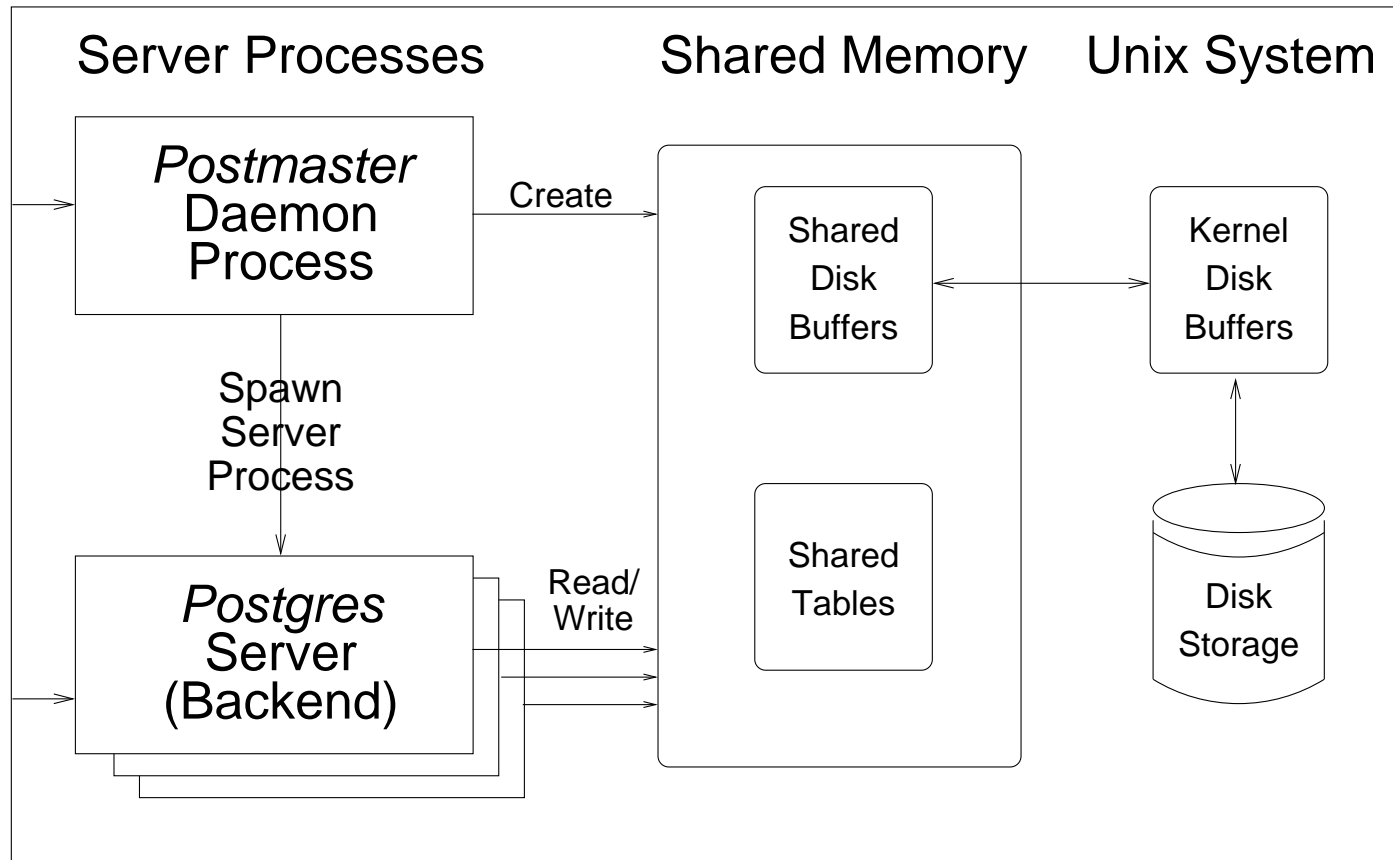 Server Processes
Shared Memory
Unix System
Postmaster
Daemon
Process
Create
Shared
Disk
Buffers
Kernel
Disk
Buffers
Spawn
Server
Process
Postgres
Server
(Backend)
Read/
Write
Shared
Tables
Disk
Storage